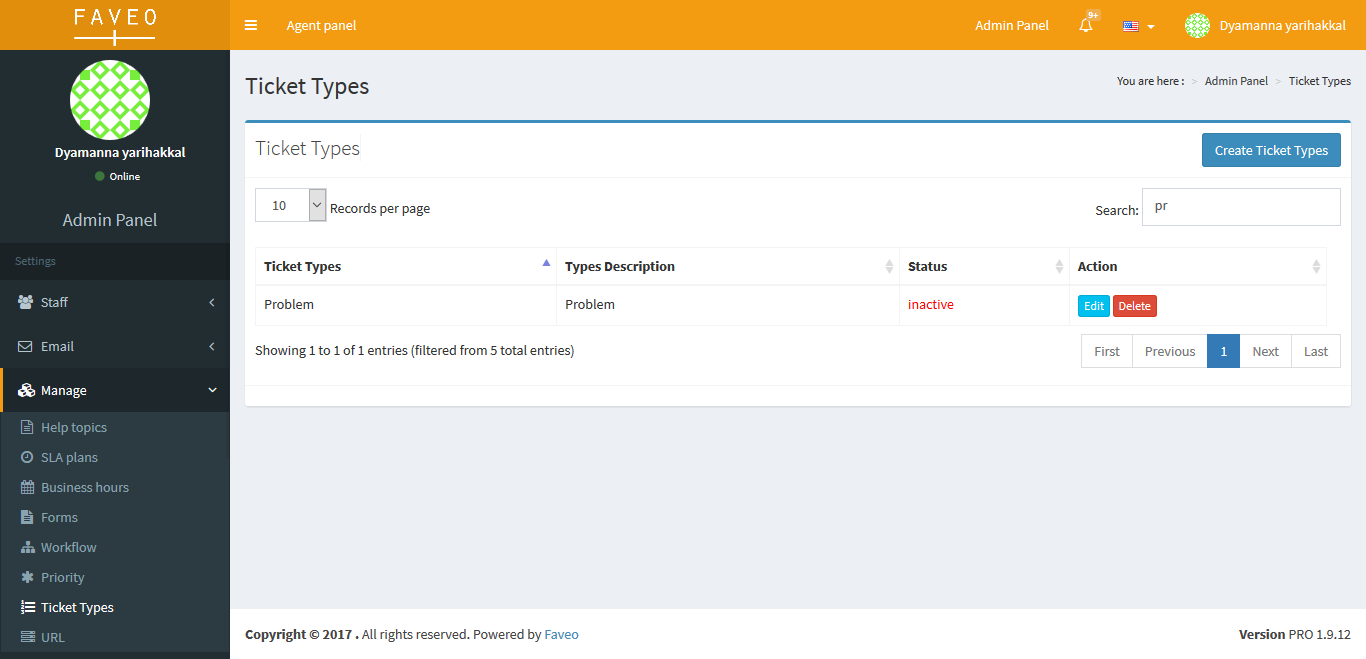 FAVEO
Agent panel
Admin Panel
9+
Dyamanna yarihakkal
Dyamanna yarihakkal
Online
Admin Panel
Settings
Staff
Email
Manage
Help topics
SLA plans
Business hours
Forms
Workflow
Priority
Ticket Types
URL
Ticket Types
You are here : > Admin Panel > Ticket Types
Ticket Types
Create Ticket Types
10 Records per page
Search: pr
Ticket Types Types Description Status Action
Problem Problem inactive Edit Delete
Showing 1 to 1 of 1 entries (filtered from 5 total entries)
First Previous 1 Next Last
Copyright © 2017 . All rights reserved. Powered by Faveo
Version PRO 1.9.12